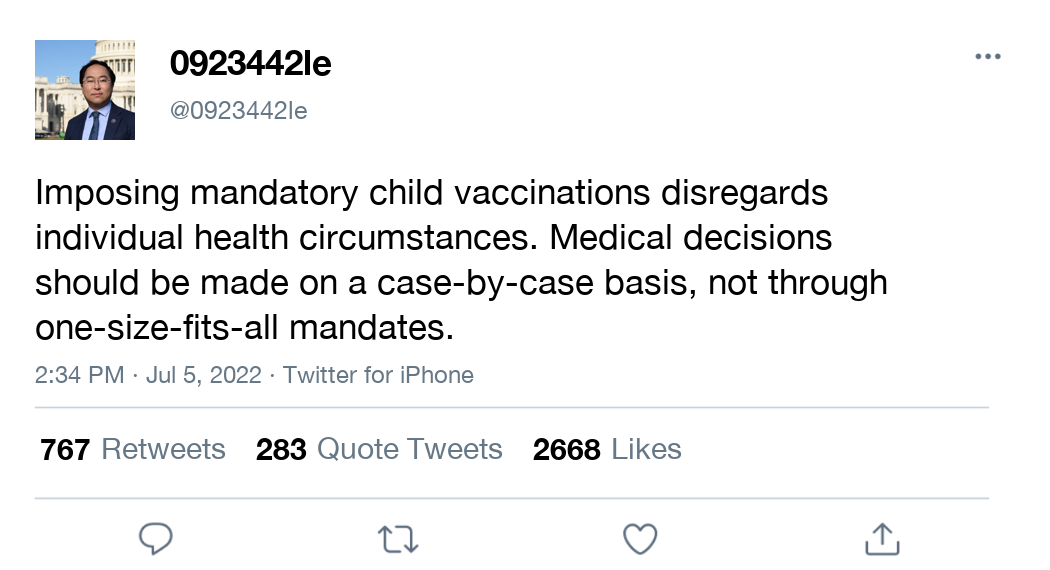 0923442le
@0923442le
Imposing mandatory child vaccinations disregards
individual health circumstances. Medical decisions
should be made on a case-by-case basis, not through
one-size-fits-all mandates.
2:34 PM · Jul 5, 2022 · Twitter for iPhone
767 Retweets 283 Quote Tweets 2668 Likes